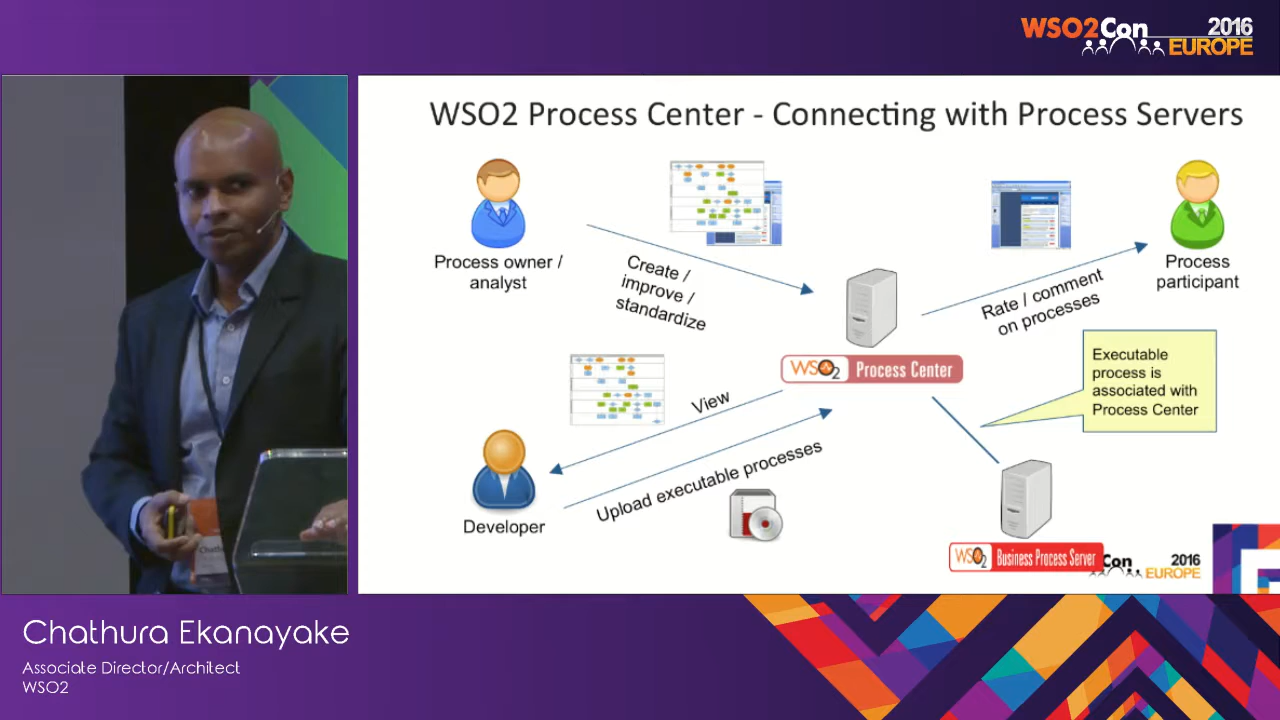 WSO2Con 2016
EUROPE
WSO2 Process Center - Connecting with Process Servers
Process owner /
analyst
Create /
improve /
standardize
Rate / comment
on processes
Process
participant
WSO2 Process Center
Executable
process is
associated with
Process Center
View
Upload executable processes
Developer
WSO2 Business Process Server
Con 2016
EUROPE
Chath
Chathura Ekanayake
Associate Director/Architect
WSO2